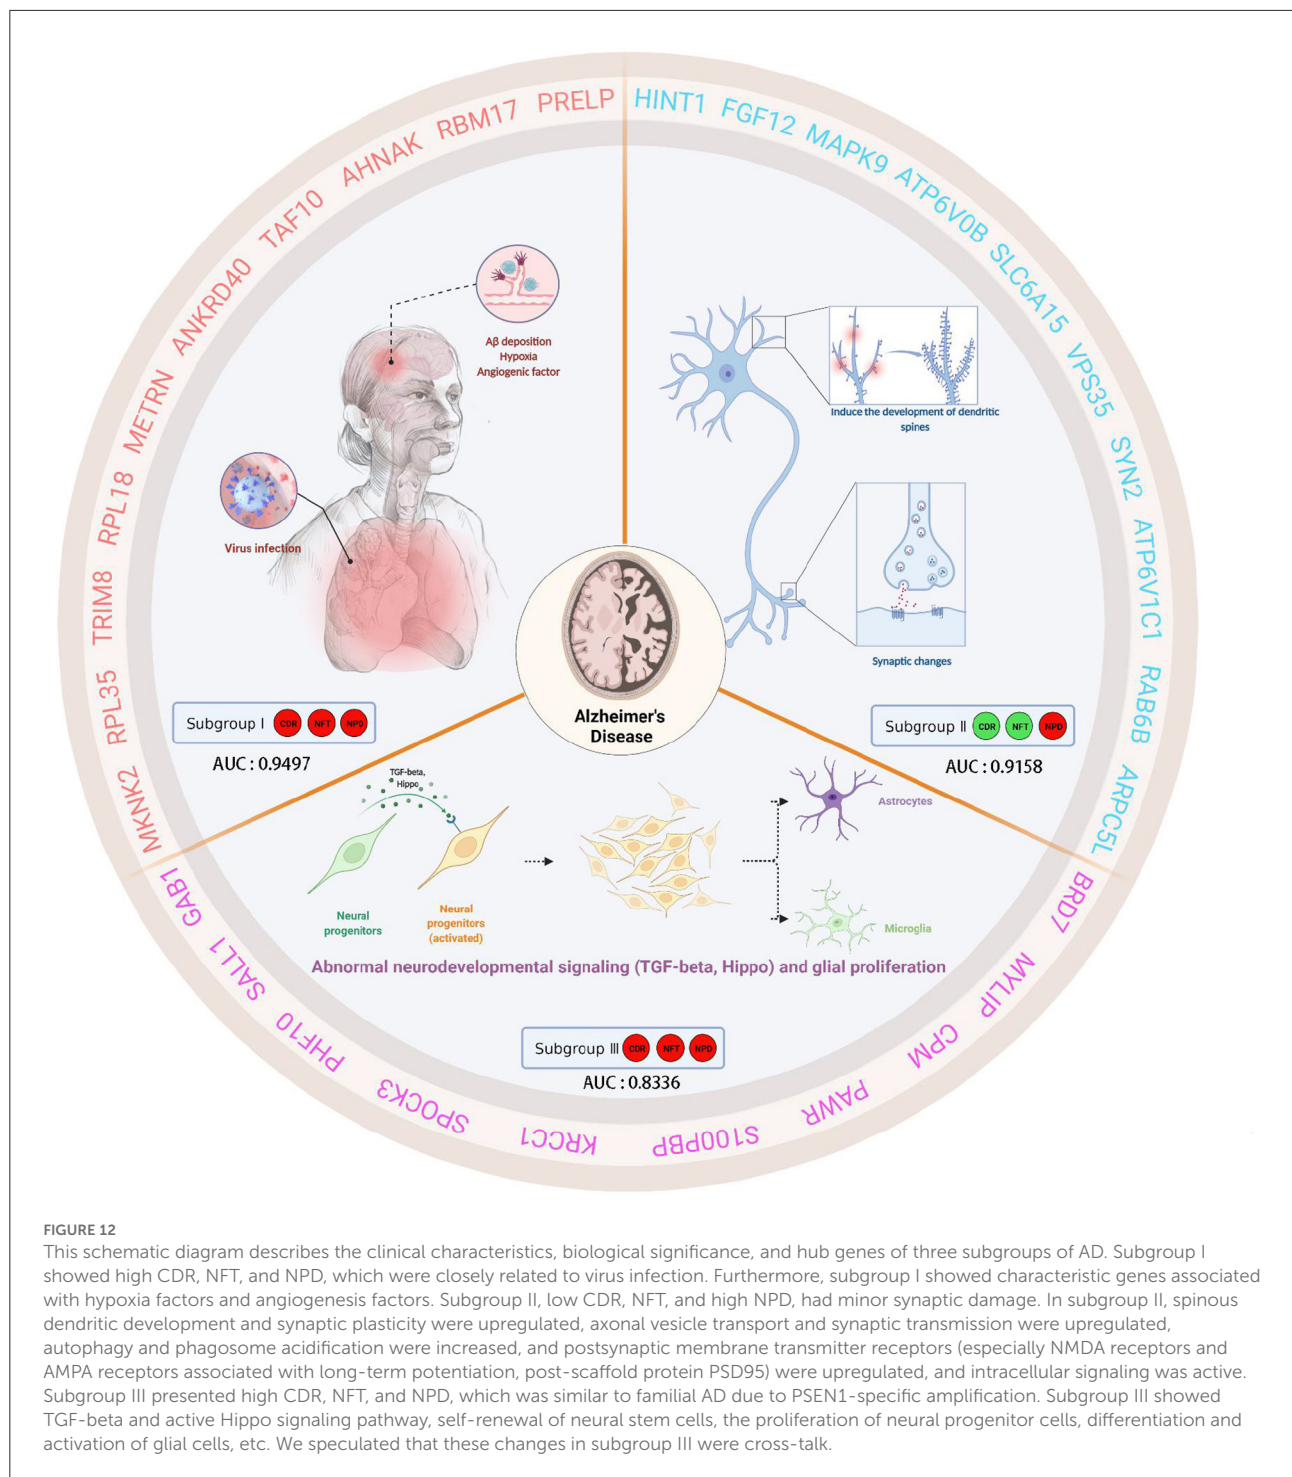 MKNK2
RPL35
TRIM8
RPL18
METRN
ANKRD40
TAF10
AHNAK
RBM17
PRELP
HINT1
FGF12
MAPK9
ATP6V0B
SLC6A15
VPS35
SYN2
ATP6V1C1
RAB6B
ARPC5L
BRD7
MYLIP
CPM
PAWR
S100PBP
KRCC1
SPOCK3
PHF10
SALL1
GAB1
Aβ deposition
Hypoxia
Angiogenic factor
Virus infection
Subgroup I CDR NFT NPD
AUC : 0.9497
Induce the development of dendritic
spines
Synaptic changes
Subgroup II CDR NFT NPD
AUC : 0.9158
Alzheimer's
Disease
TGF-beta,
Hippo
Neural
progenitors
Neural
progenitors
(activated)
Astrocytes
Microglia
Abnormal neurodevelopmental signaling (TGF-beta, Hippo) and glial proliferation
Subgroup III CDR NFT NPD
AUC : 0.8336
FIGURE 12
This schematic diagram describes the clinical characteristics, biological significance, and hub genes of three subgroups of AD. Subgroup I
showed high CDR, NFT, and NPD, which were closely related to virus infection. Furthermore, subgroup I showed characteristic genes associated
with hypoxia factors and angiogenesis factors. Subgroup II, low CDR, NFT, and high NPD, had minor synaptic damage. In subgroup II, spinous
dendritic development and synaptic plasticity were upregulated, axonal vesicle transport and synaptic transmission were upregulated,
autophagy and phagosome acidification were increased, and postsynaptic membrane transmitter receptors (especially NMDA receptors and
AMPA receptors associated with long-term potentiation, post-scaffold protein PSD95) were upregulated, and intracellular signaling was active.
Subgroup III presented high CDR, NFT, and NPD, which was similar to familial AD due to PSEN1-specific amplification. Subgroup III showed
TGF-beta and active Hippo signaling pathway, self-renewal of neural stem cells, the proliferation of neural progenitor cells, differentiation and
activation of glial cells, etc. We speculated that these changes in subgroup III were cross-talk.